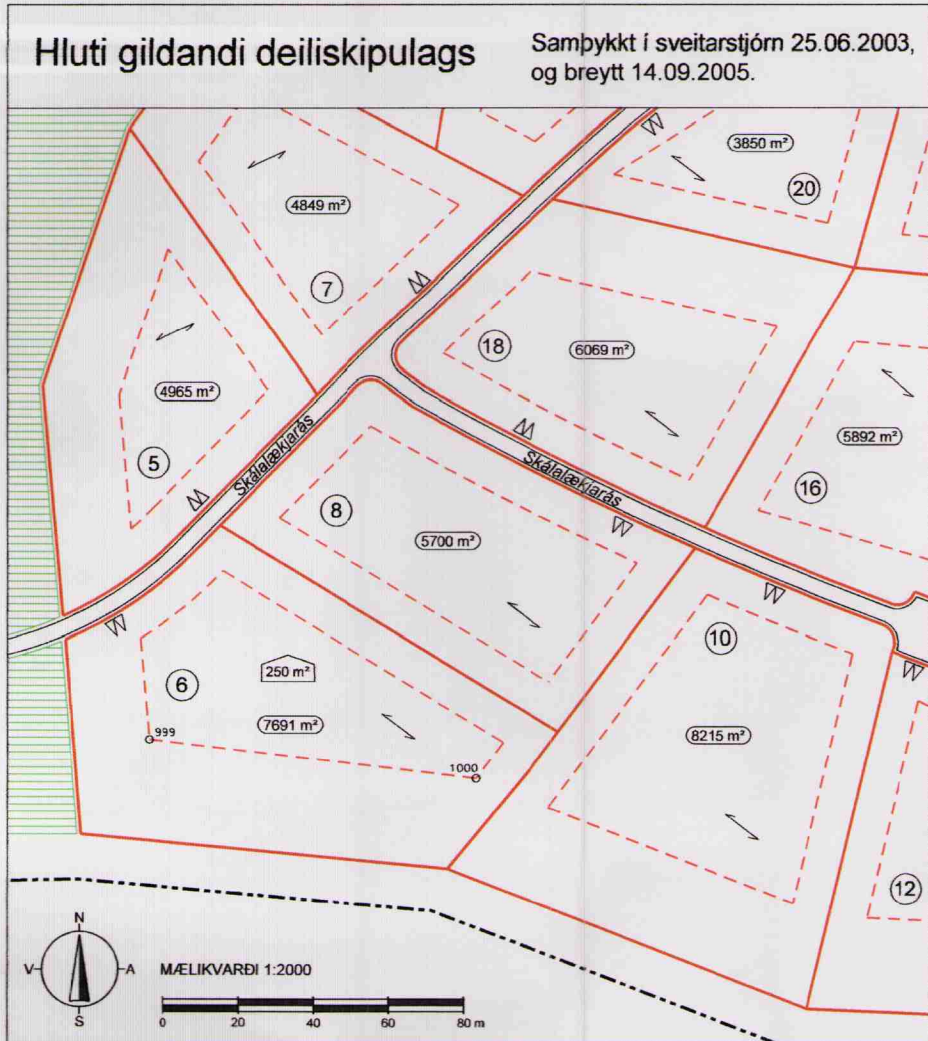 Hluti gildandi deiliskipulags
Samþykkt í sveitarstjórn 25.06.2003,
og breytt 14.09.2005.
3850 m²
20
4849 m²
7
18
6069 m²
4965 m²
5
Skálalækjarás
Skálalækjarás
5892 m²
16
8
5700 m²
10
6
250 m²
7691 m²
999
1000
8215 m²
12
N
V
A
S
MÆLIKVARÐI 1:2000
0 20 40 60 80 m